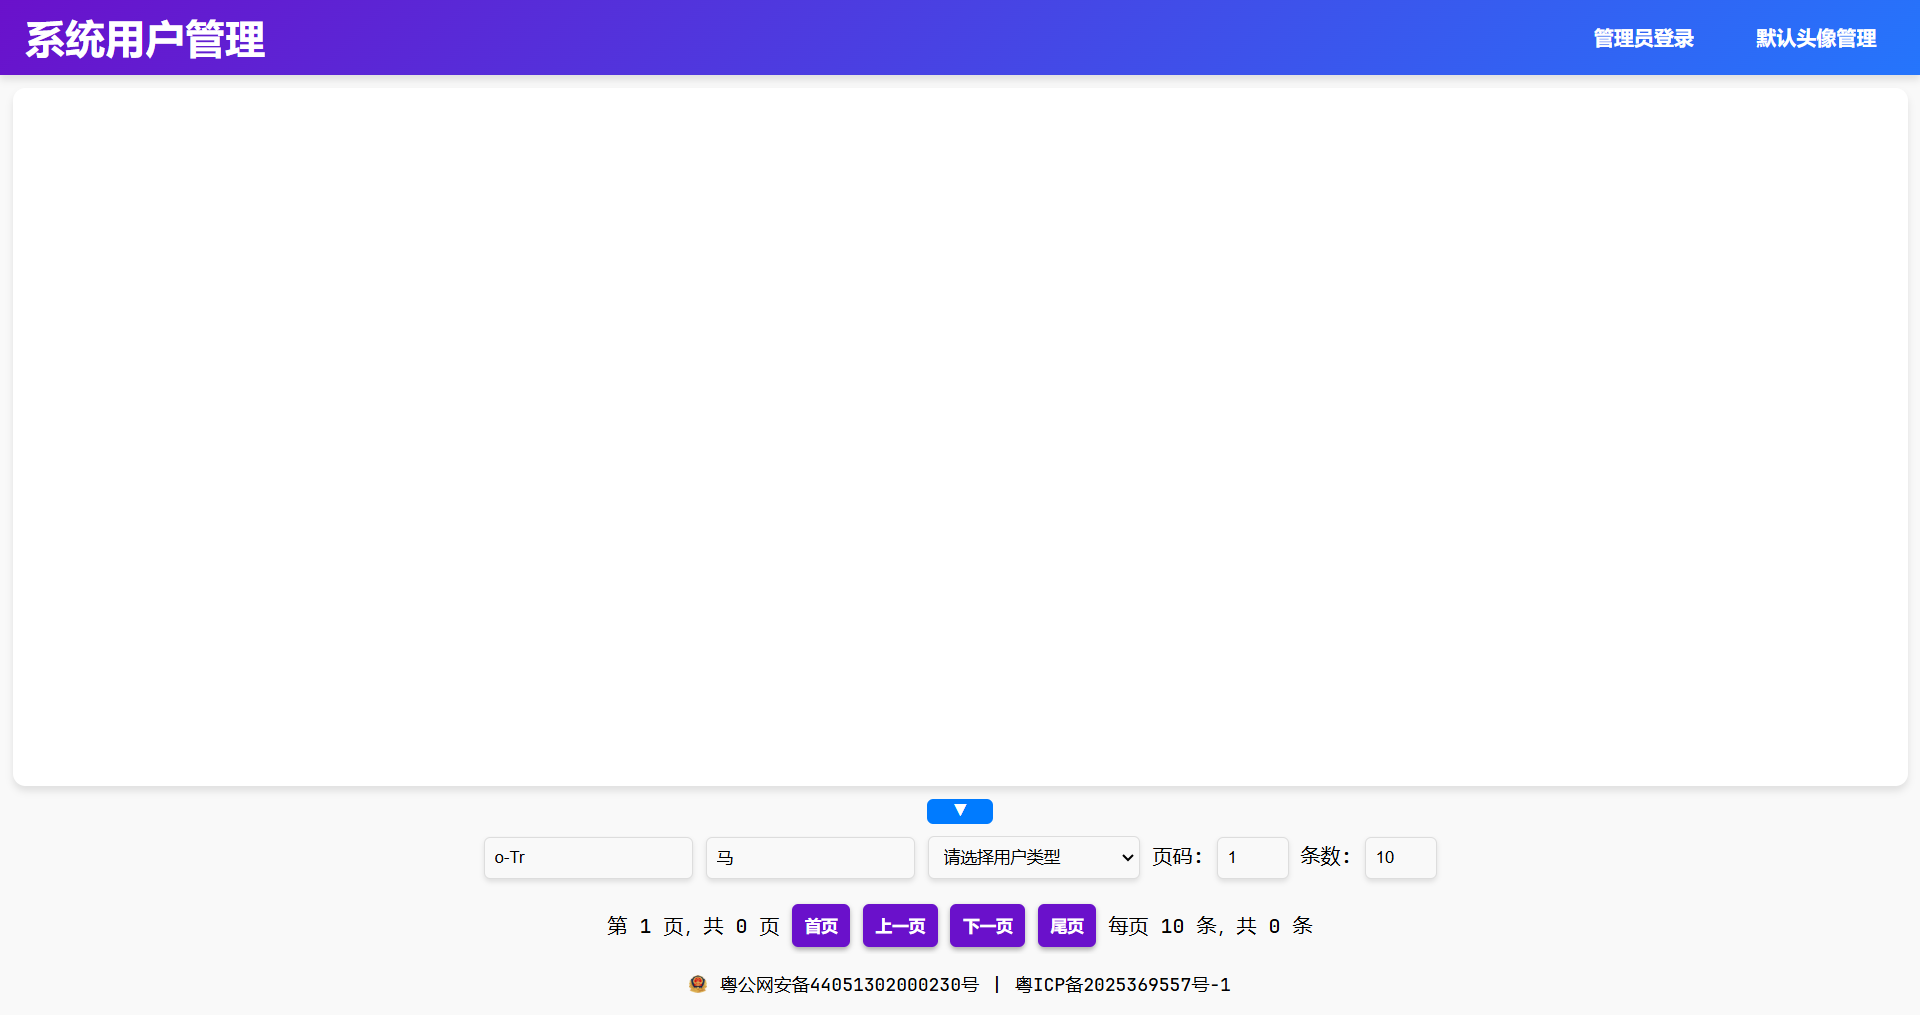 系统用户管理 管理员登录 默认头像管理
▼
o-Tr 马 请选择用户类型 页码: 1 条数: 10
第 1 页, 共 0 页 首页 上一页 下一页 尾页 每页 10 条, 共 0 条
粤公网安备44051302000230号 | 粤ICP备2025369557号-1